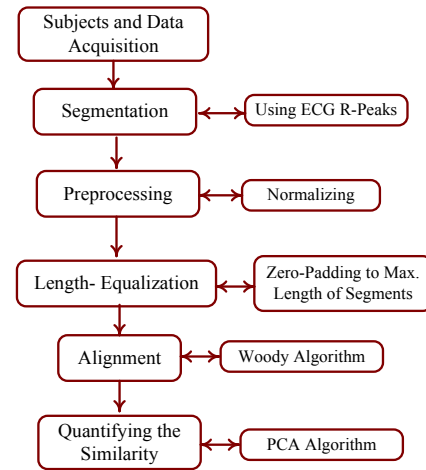 Subjects and Data
Acquisition
Segmentation
Using ECG R-Peaks
Preprocessing
Normalizing
Length- Equalization
Zero-Padding to Max.
Length of Segments
Alignment
Woody Algorithm
Quantifying the
Similarity
PCA Algorithm